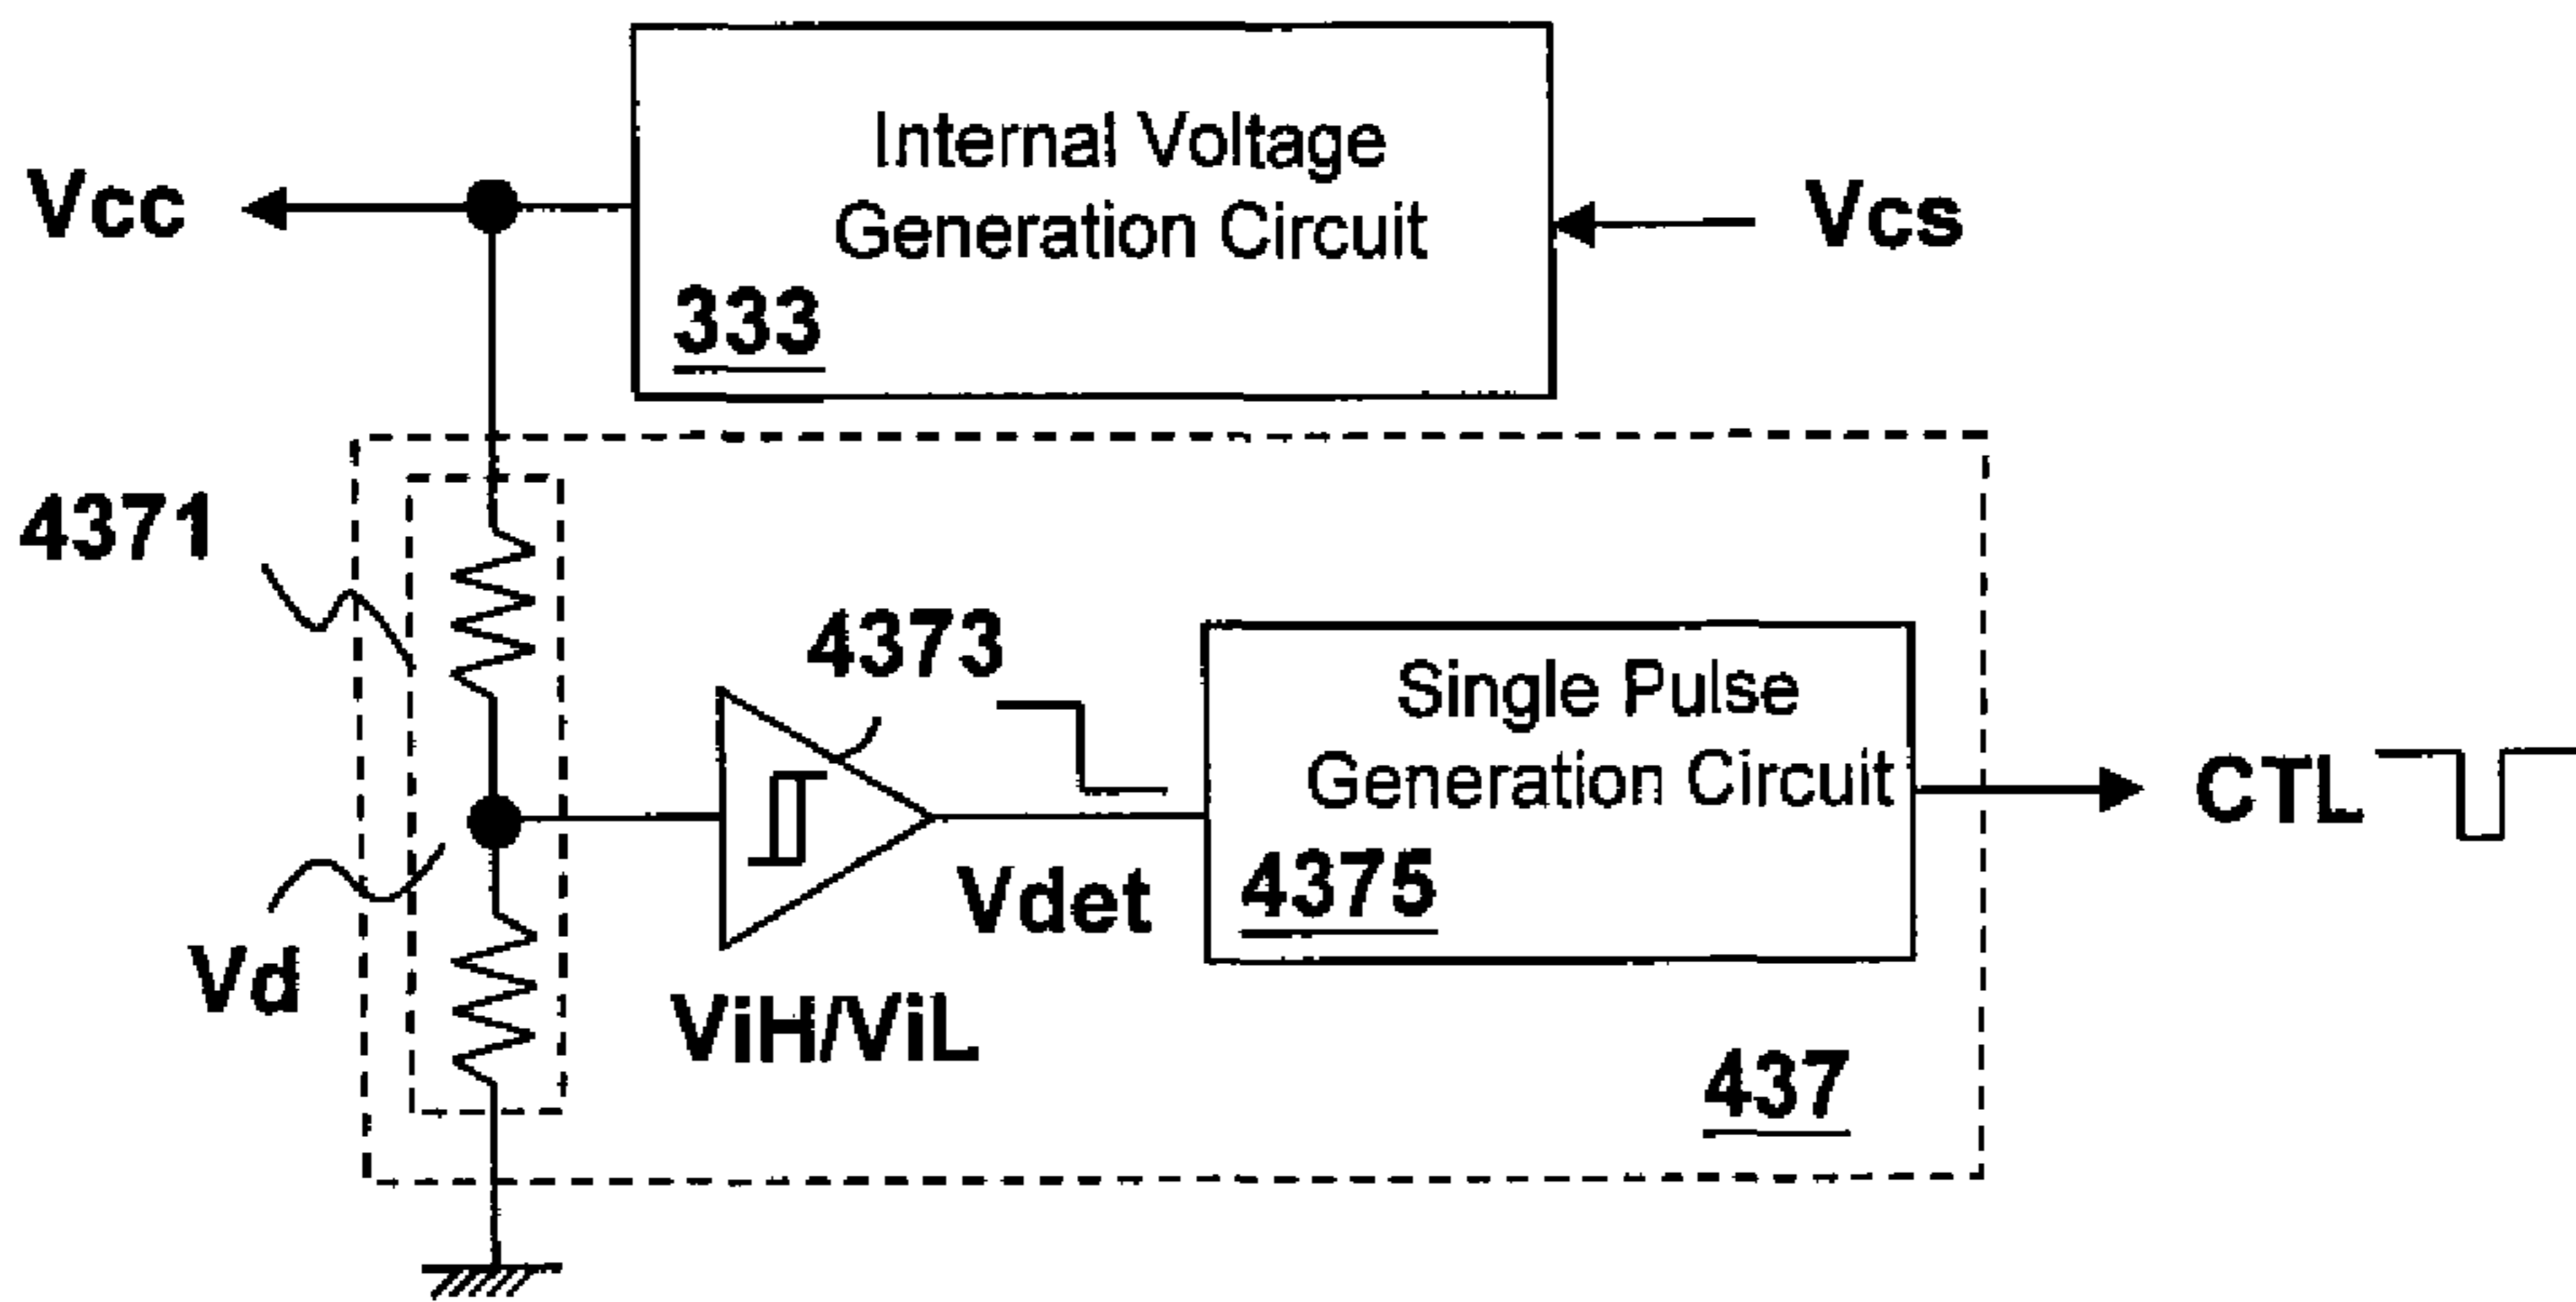 Internal Voltage
Generation Circuit
333
Vcc
Vcs
4371
4373
Single Pulse
Generation Circuit
4375
CTL
Vdet
Vd
ViH/ViL
437